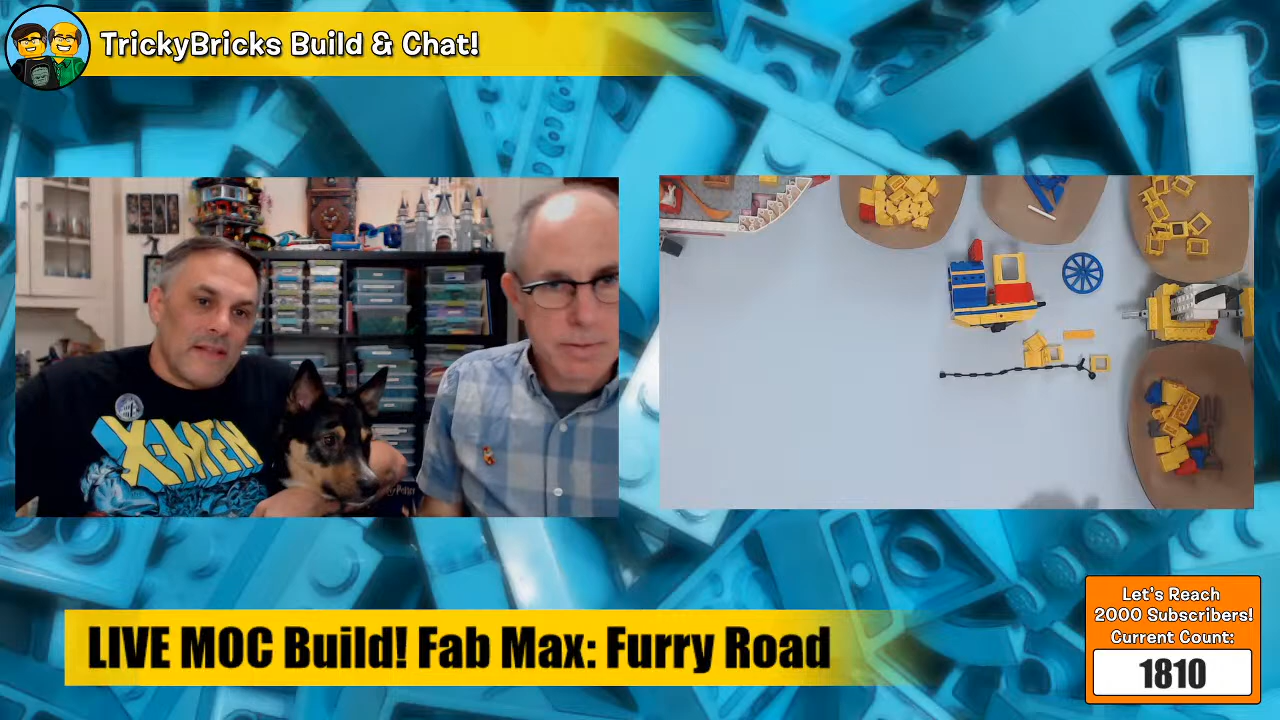 TrickyBricks Build & Chat!
X-MEN
LIVE MOC Build! Fab Max: Furry Road
Let's Reach
2000 Subscribers!
Current Count:
1810